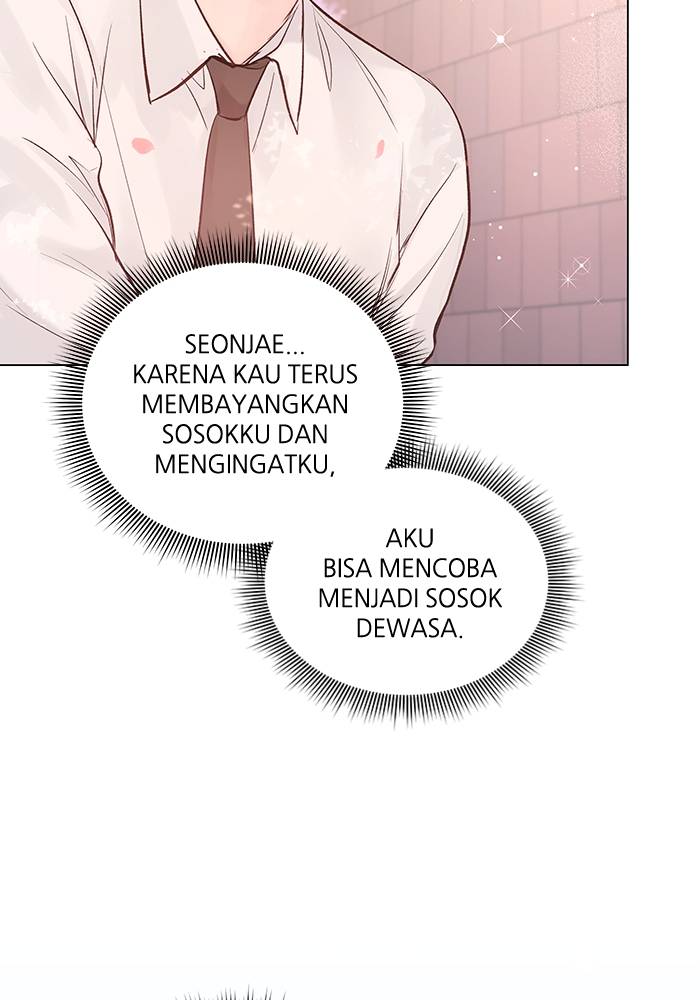 SEONJAE...
KARENA KAU TERUS
MEMBAYANGKAN
SOSOKKU DAN
MENGINGATKU,
AKU
BISA MENCOBA
MENJADI SOSOK
DEWASA.